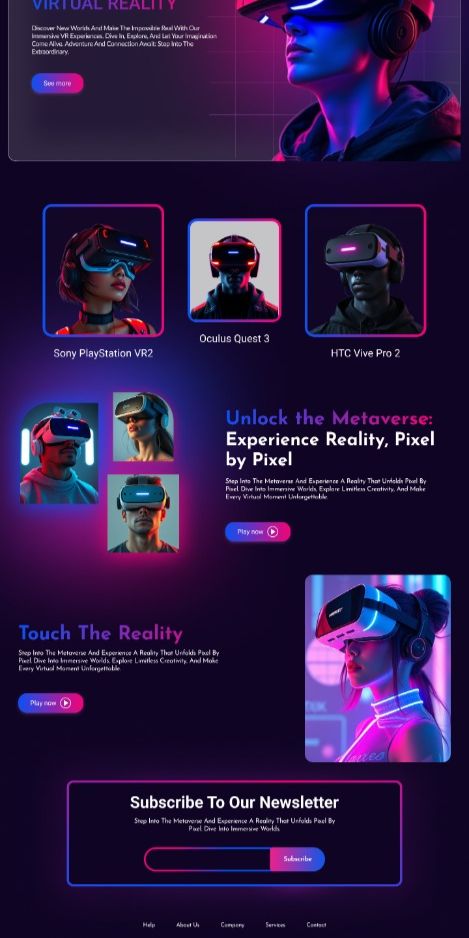 VIRTUAL REALITY
Discover New Worlds And Make The Impossible Real With Our
Immersive VR Experiences. Dive In, Explore, And Let Your Imagination
Come Alive. Adventure And Connection Await: Step Into The
Extraordinary.
See more
Sony PlayStation VR2
Oculus Quest 3
HTC Vive Pro 2
Unlock the Metaverse:
Experience Reality, Pixel
by Pixel
Step Into The Metaverse And Experience A Reality That Unfolds Pixel By
Pixel. Dive Into Immersive Worlds, Explore Limitless Creativity, And Make
Every Virtual Moment Unforgettable.
Play now
Touch The Reality
Step Into The Metaverse And Experience A Reality That Unfolds Pixel By
Pixel. Dive Into Immersive Worlds, Explore Limitless Creativity, And Make
Every Virtual Moment Unforgettable.
Play now
Subscribe To Our Newsletter
Step Into The Metaverse And Experience A Reality That Unfolds Pixel By
Pixel. Dive Into Immersive Worlds.
Subscribe
Help About Us Company Services Contact